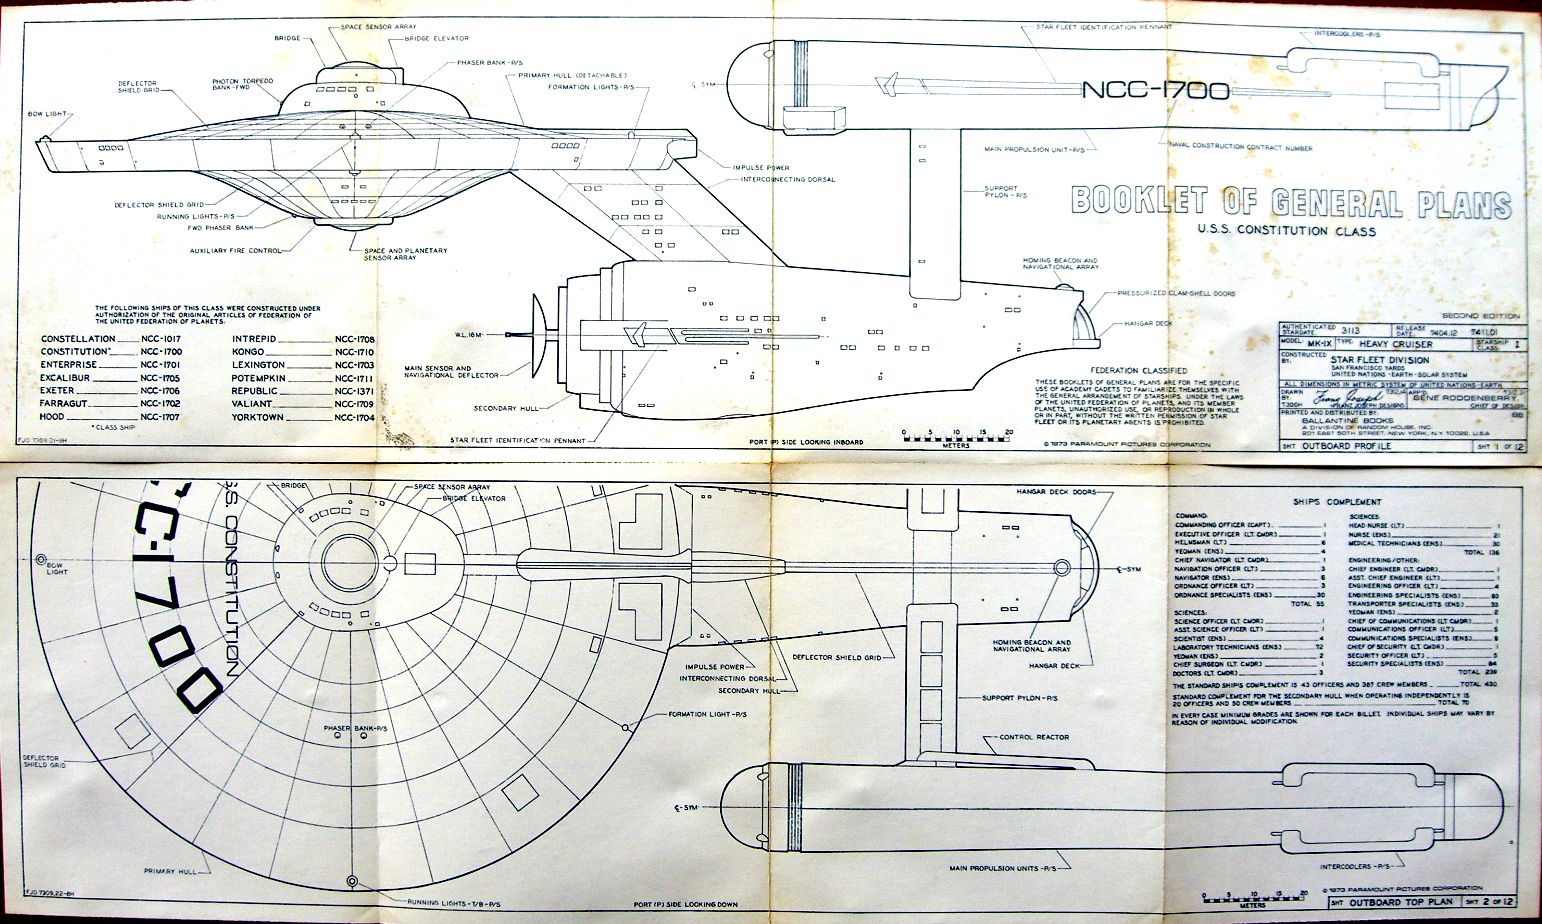 SPACE SENSOR ARRAY
BRIDGE
BRIDGE ELEVATOR
PHASER BANK-P/S
PRIMARY HULL (DETACHABLE)
FORMATION LIGHTS-P/S
DEFLECTOR
SHIELD GRID
PHOTON TORPEDO
BANK-FWD
BOW LIGHT
IMPULSE POWER
INTERCONNECTING DORSAL
DEFLECTOR SHIELD GRID
RUNNING LIGHTS-P/S
FWD PHASER BANK
AUXILIARY FIRE CONTROL
SPACE AND PLANETARY
SENSOR ARRAY
STAR FLEET IDENTIFICATION PENNANT
INTERCOOLERS-P/S
℄ SYM
NCC-1700
MAIN PROPULSION UNIT-P/S
NAVAL CONSTRUCTION CONTRACT NUMBER
SUPPORT
PYLON-P/S
BOOKLET OF GENERAL PLANS
U.S.S. CONSTITUTION CLASS
HOMING BEACON AND
NAVIGATIONAL ARRAY
PRESSURIZED CLAM-SHELL DOORS
HANGAR DECK
W.L. 16M
MAIN SENSOR AND
NAVIGATIONAL DEFLECTOR
SECONDARY HULL
STAR FLEET IDENTIFICATION PENNANT
THE FOLLOWING SHIPS OF THIS CLASS WERE CONSTRUCTED UNDER
AUTHORIZATION OF THE ORIGINAL ARTICLES OF FEDERATION OF
THE UNITED FEDERATION OF PLANETS:
CONSTELLATION NCC-1017
CONSTITUTION* NCC-1700
ENTERPRISE NCC-1701
EXCALIBUR NCC-1705
EXETER NCC-1706
FARRAGUT NCC-1702
HOOD NCC-1707
INTREPID NCC-1708
KONGO NCC-1710
LEXINGTON NCC-1703
POTEMPKIN NCC-1711
REPUBLIC NCC-1371
VALIANT NCC-1709
YORKTOWN NCC-1704
*CLASS SHIP
FJD 7309.21-BH
PORT (P) SIDE LOOKING INBOARD
0 5 10 15 20
METERS
FEDERATION CLASSIFIED
THESE BOOKLETS OF GENERAL PLANS ARE FOR THE SPECIFIC
USE OF ACADEMY CADETS TO FAMILIARIZE THEMSELVES WITH
THE GENERAL ARRANGEMENT OF STARSHIPS. UNDER THE LAWS
OF THE UNITED FEDERATION OF PLANETS, AND ITS MEMBER
PLANETS, UNAUTHORIZED USE, OR REPRODUCTION IN WHOLE
OR IN PART, WITHOUT THE WRITTEN PERMISSION OF STAR
FLEET OR ITS PLANETARY AGENTS IS PROHIBITED.
© 1973 PARAMOUNT PICTURES CORPORATION
SECOND EDITION
AUTHENTICATED STARDATE 3113 RELEASE DATE: 7404.12 7411.01
MODEL: MK-IX TYPE: HEAVY CRUISER STARSHIP CLASS: I
CONSTRUCTED BY: STAR FLEET DIVISION
SAN FRANCISCO YARDS
UNITED NATIONS-EARTH-SOLAR SYSTEM
ALL DIMENSIONS IN METRIC SYSTEM OF UNITED NATIONS-EARTH
DRAWN BY Franz Joseph APP'D GENE RODDENBERRY
FRANZ JOSEPH DESIGNS CHIEF OF DESIGN
PRINTED AND DISTRIBUTED BY:
BALLANTINE BOOKS
A DIVISION OF RANDOM HOUSE, INC.
201 EAST 50TH STREET, NEW YORK, N.Y. 10022, U.S.A
SHT OUTBOARD PROFILE SHT 1 OF 12
BRIDGE
SPACE SENSOR ARRAY
BRIDGE ELEVATOR
S.S. CONSTITUTION
CC-1700
BOW
LIGHT
HANGAR DECK DOORS
℄-SYM
HOMING BEACON AND
NAVIGATIONAL ARRAY
HANGAR DECK
DEFLECTOR SHIELD GRID
IMPULSE POWER
INTERCONNECTING DORSAL
SECONDARY HULL
SUPPORT PYLON-P/S
FORMATION LIGHT-P/S
PHASER BANK-P/S
CONTROL REACTOR
DEFLECTOR
SHIELD GRID
℄-SYM
PRIMARY HULL
MAIN PROPULSION UNITS-P/S
INTERCOOLERS-P/S
FJD 7309.22-BH
RUNNING LIGHTS-T/B-P/S
PORT (P) SIDE LOOKING DOWN
SHIP'S COMPLEMENT
COMMAND:
COMMANDING OFFICER (CAPT) 1
EXECUTIVE OFFICER (LT. CMDR) 1
HELMSMAN (LT) 6
YEOMAN (ENS) 4
CHIEF NAVIGATOR (LT CMDR) 1
NAVIGATION OFFICER (LT) 3
NAVIGATOR (ENS) 6
ORDNANCE OFFICER (LT) 3
ORDNANCE SPECIALISTS (ENS) 30
TOTAL 55
SCIENCES:
SCIENCE OFFICER (LT CMDR) 1
ASST. SCIENCE OFFICER (LT) 1
SCIENTIST (ENS) 4
LABORATORY TECHNICIANS (ENS) 72
YEOMAN (ENS) 2
CHIEF SURGEON (LT. CMDR) 1
DOCTORS (LT. CMDR) 3
SCIENCES:
HEAD NURSE (LT) 1
NURSE (ENS) 21
MEDICAL TECHNICIANS (ENS) 30
TOTAL 136
ENGINEERING/OTHER:
CHIEF ENGINEER (LT. CMDR) 1
ASST. CHIEF ENGINEER (LT) 1
ENGINEERING OFFICER (LT) 4
ENGINEERING SPECIALISTS (ENS) 93
TRANSPORTER SPECIALISTS (ENS) 33
YEOMAN (ENS) 2
CHIEF OF COMMUNICATIONS (LT CMDR) 1
COMMUNICATIONS OFFICER (LT) 5
COMMUNICATIONS SPECIALISTS (ENS) 9
CHIEF OF SECURITY (LT. CMDR) 1
SECURITY OFFICER (LT) 5
SECURITY SPECIALISTS (ENS) 84
TOTAL 239
THE STANDARD SHIP'S COMPLEMENT IS 43 OFFICERS AND 387 CREW MEMBERS TOTAL 430
STANDARD COMPLEMENT FOR THE SECONDARY HULL WHEN OPERATING INDEPENDENTLY IS
20 OFFICERS AND 50 CREW MEMBERS TOTAL 70
IN EVERY CASE MINIMUM GRADES ARE SHOWN FOR EACH BILLET. INDIVIDUAL SHIPS MAY VARY BY
REASON OF INDIVIDUAL MODIFICATION.
0 5 10 15 20
METERS
© 1973 PARAMOUNT PICTURES CORPORATION
SHT OUTBOARD TOP PLAN SHT 2 OF 12